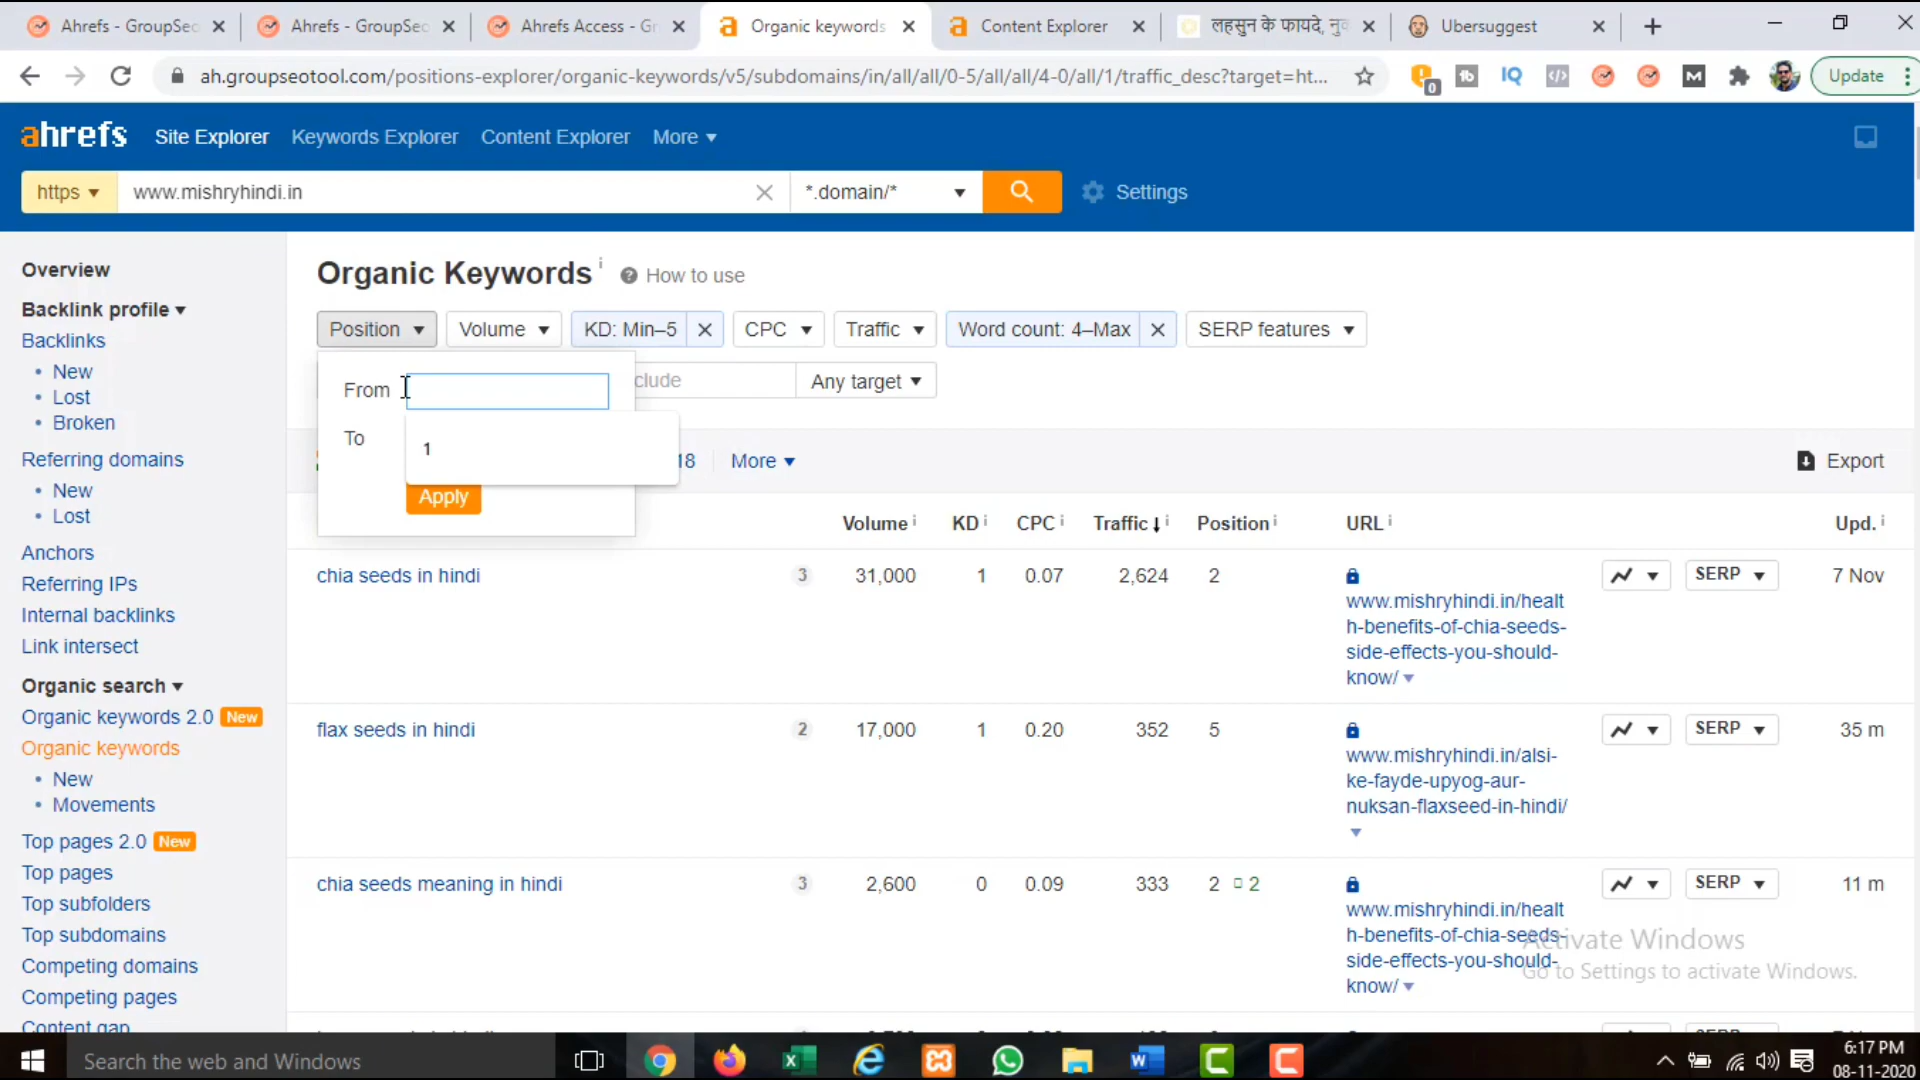 Ahrefs - GroupSeo
Ahrefs - GroupSeo
Ahrefs Access - Gr
Organic keywords
Content Explorer
लहसुन के फायदे, नु
Ubersuggest
ah.groupseotool.com/positions-explorer/organic-keywords/v5/subdomains/in/all/all/0-5/all/all/4-0/all/1/traffic_desc?target=ht...
0
Update
ahrefs
Site Explorer
Keywords Explorer
Content Explorer
More
https
www.mishryhindi.in
*.domain/*
Settings
Overview
Backlink profile
Backlinks
• New
• Lost
• Broken
Referring domains
• New
• Lost
Anchors
Referring IPs
Internal backlinks
Link intersect
Organic search
Organic keywords 2.0 New
Organic keywords
• New
• Movements
Top pages 2.0 New
Top pages
Top subfolders
Top subdomains
Competing domains
Competing pages
Content gap
Organic Keywords i
? How to use
Position
Volume
KD: Min–5
CPC
Traffic
Word count: 4–Max
SERP features
From
clude
Any target
To
1
18
More
Export
Apply
Volume i
KD i
CPC i
Traffic i
Position i
URL i
Upd. i
chia seeds in hindi
3
31,000
1
0.07
2,624
2
www.mishryhindi.in/healt
h-benefits-of-chia-seeds-
side-effects-you-should-
know/
SERP
7 Nov
flax seeds in hindi
2
17,000
1
0.20
352
5
www.mishryhindi.in/alsi-
ke-fayde-upyog-aur-
nuksan-flaxseed-in-hindi/
SERP
35 m
chia seeds meaning in hindi
3
2,600
0
0.09
333
2
2
www.mishryhindi.in/healt
h-benefits-of-chia-seeds-
side-effects-you-should-
know/
SERP
11 m
Activate Windows
Go to Settings to activate Windows.
Search the web and Windows
6:17 PM
08-11-2020